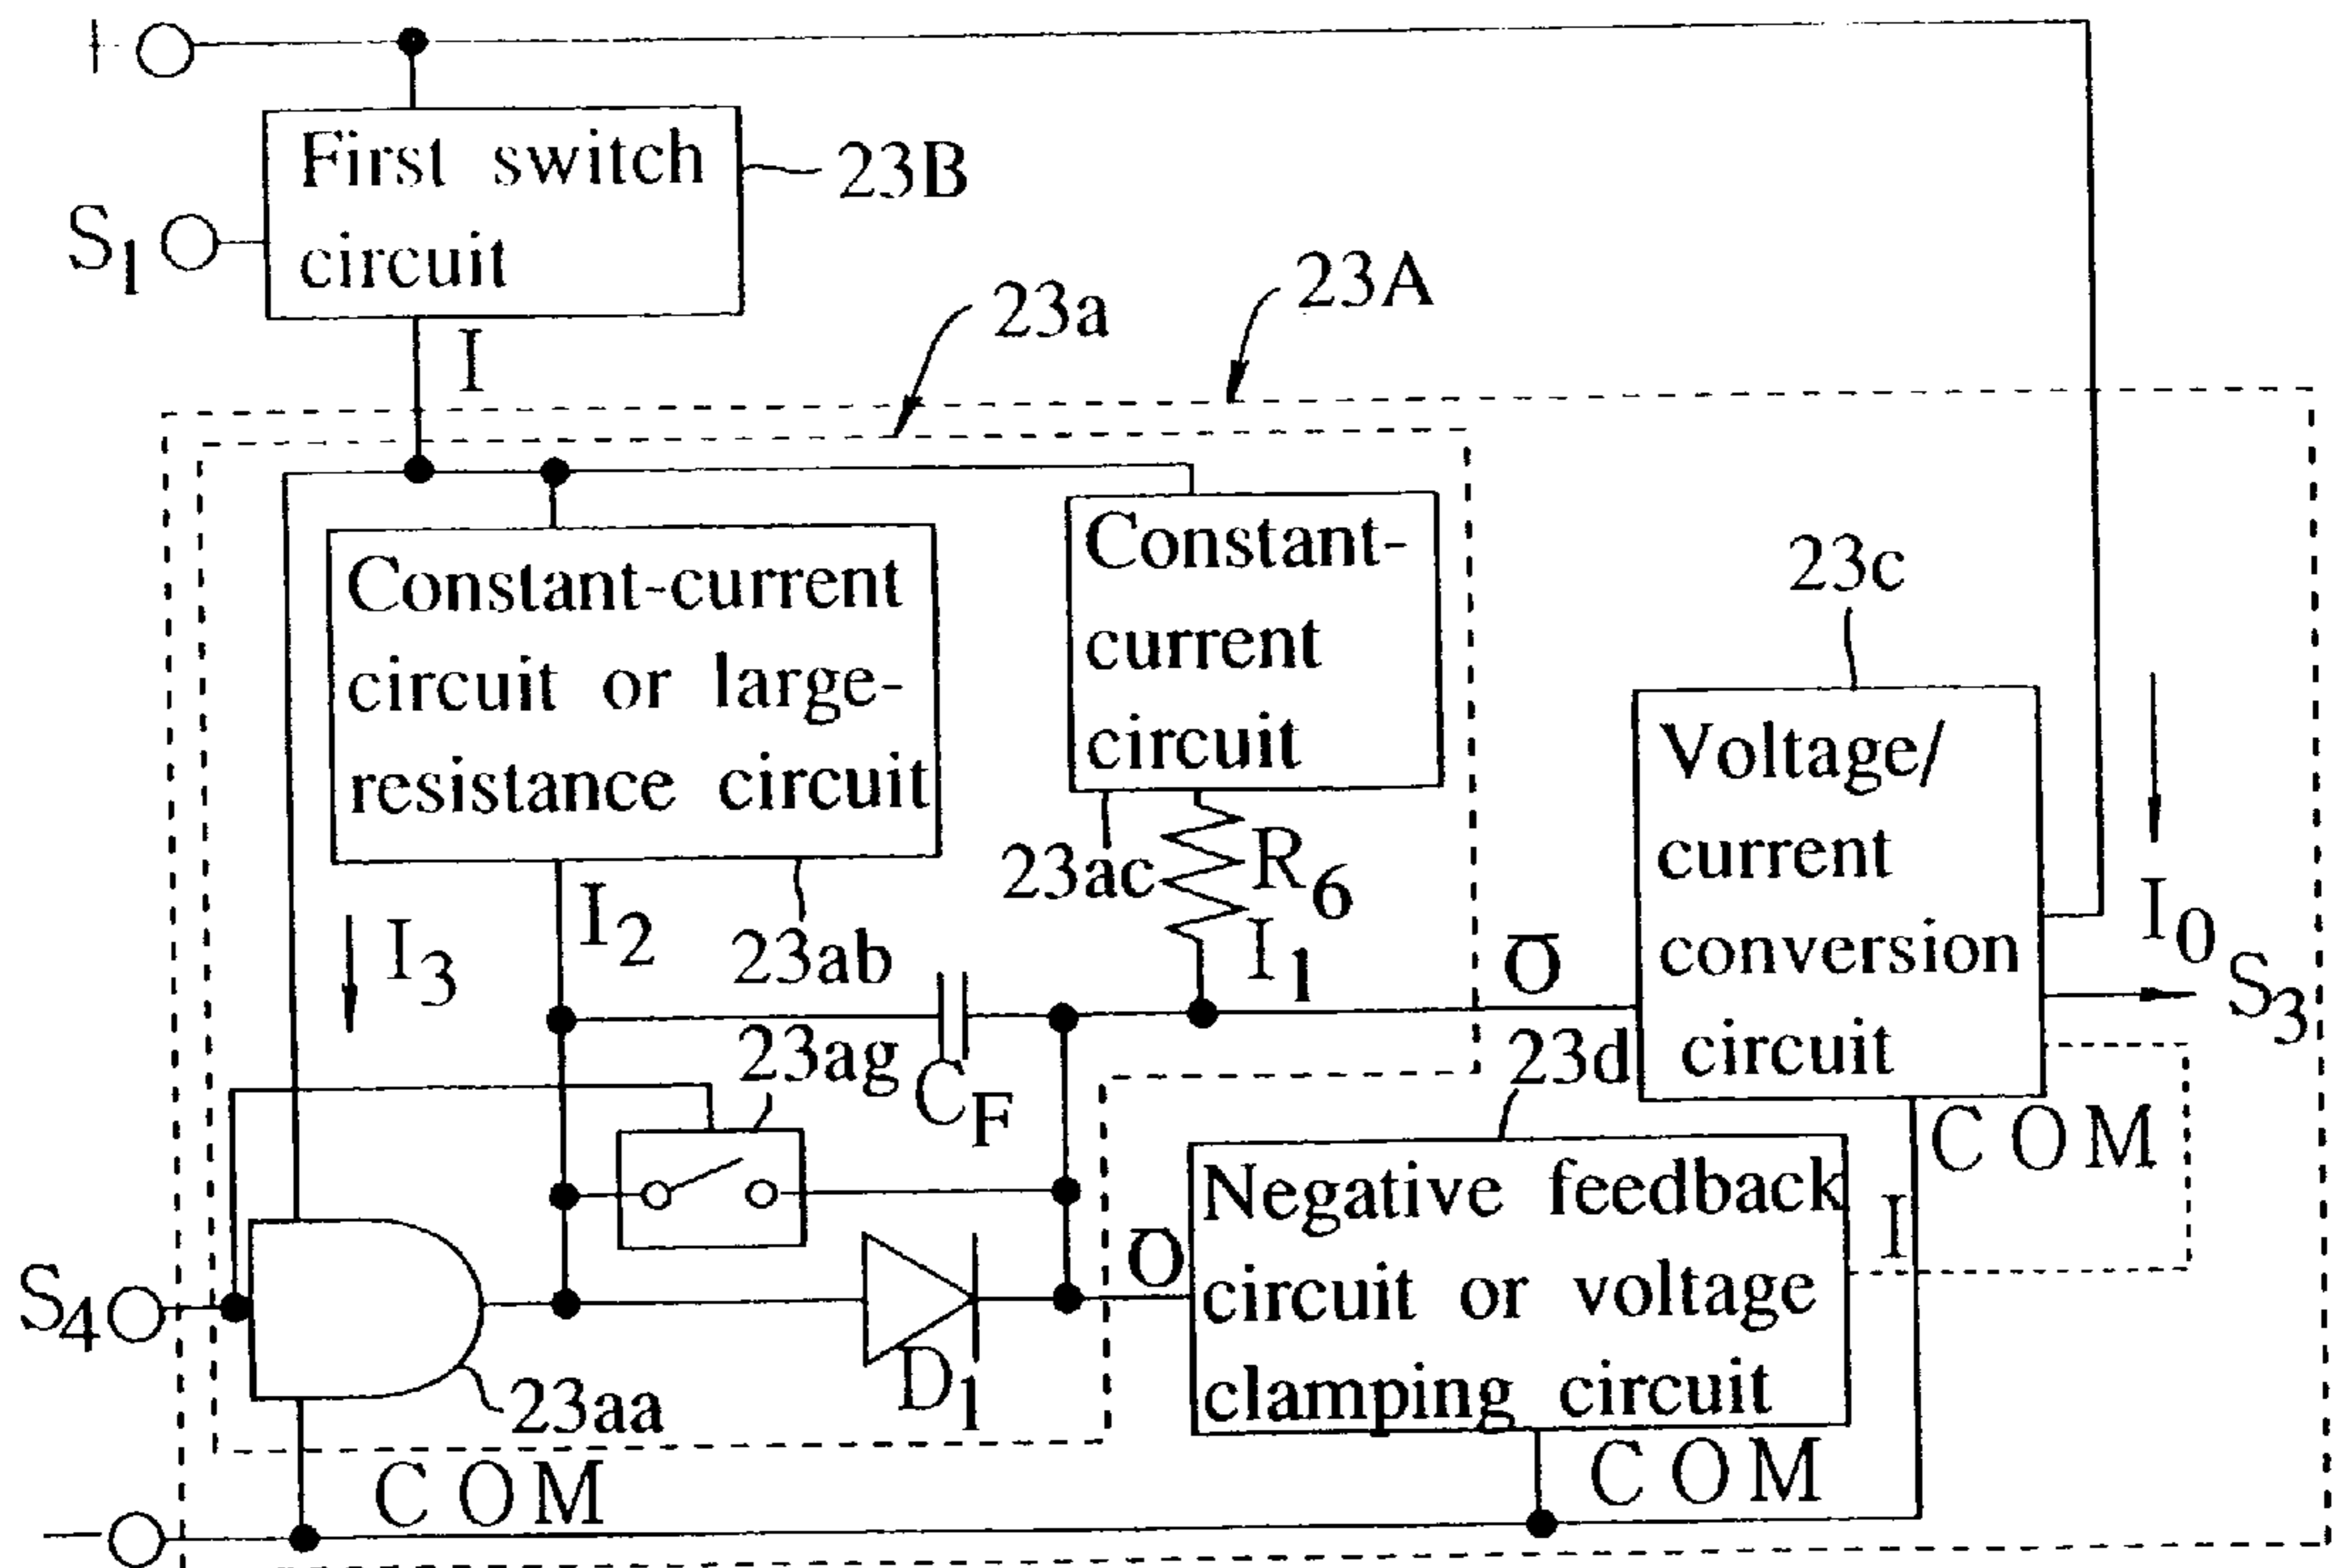 +
First switch
circuit
23B
S1
I
23a
23A
Constant-current
circuit or large-
resistance circuit
Constant-
current
circuit
23c
Voltage/
current
conversion
circuit
23ac
R6
I3
I2
23ab
I1
O
I0
S3
23ag
CF
23d
COM
Negative feedback
circuit or voltage
clamping circuit
O
I
S4
D1
23aa
COM
COM
−